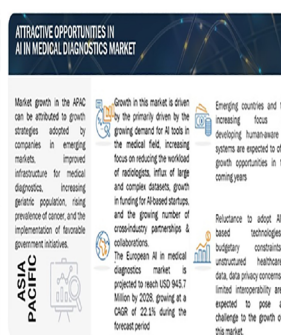 ATTRACTIVE OPPORTUNITIES IN
AI IN MEDICAL DIAGNOSTICS MARKET
Market growth in the APAC
can be attributed to growth
strategies adopted by
companies in emerging
markets, improved
infrastructure for medical
diagnostics, increasing
geriatric population, rising
prevalence of cancer, and the
implementation of favorable
government initiatives.
ASIA
PACIFIC
Growth in this market is driven
by the primarily driven by the
growing demand for AI tools in
the medical field, increasing
focus on reducing the workload
of radiologists, influx of large
and complex datasets, growth
in funding for AI-based startups,
and the growing number of
cross-industry partnerships &
collaborations.
The European AI in medical
diagnostics market is
projected to reach USD 945.7
Million by 2028, growing at a
CAGR of 22.1% during the
forecast period
Emerging countries and
increasing focus
developing human-aware
systems are expected to
growth opportunities in
coming years
Reluctance to adopt
based technologies
budgetary constraints
unstructured healthcare
data, data privacy concerns
limited interoperability are
expected to pose a
challenge to the growth
this market.